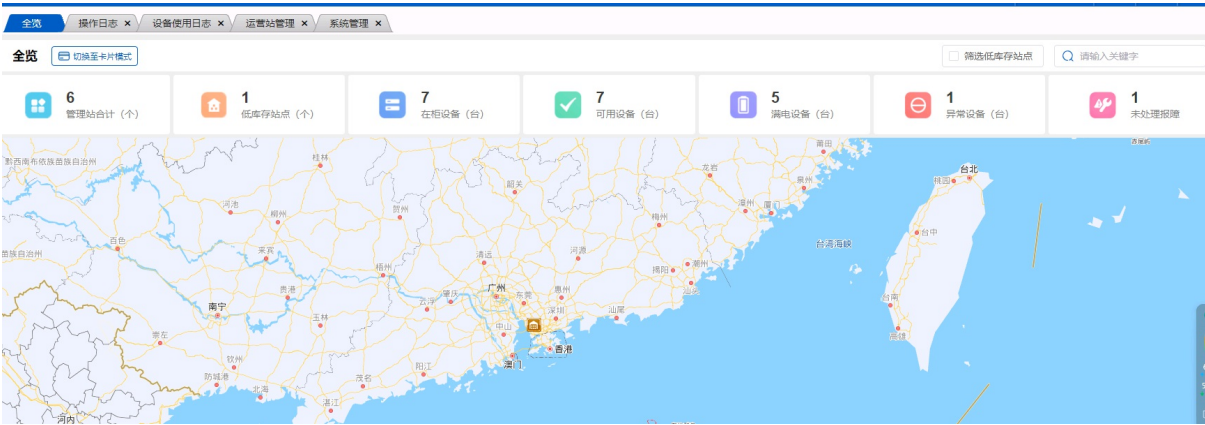 全览
操作日志 ×
设备使用日志 ×
运营站管理 ×
系统管理 ×
全览
切换至卡片模式
筛选低库存站点
请输入关键字
6
管理站合计（个）
1
低库存站点（个）
7
在柜设备（台）
7
可用设备（台）
5
满电设备（台）
1
异常设备（台）
1
未处理报障
黔西南布依族苗族自治州
桂林
韶关
龙岩
莆田
泉州
台北
桃园
河池
柳州
贺州
梅州
漳州
厦门
台中
台湾海峡
百色
苗族自治州
来宾
清远
河源
梧州
揭阳
潮州
汕头
贵港
广州
惠州
东莞
肇庆
云浮
南宁
玉林
深圳
汕尾
台南
中山
崇左
香港
高雄
钦州
澳门
阳江
防城港
茂名
北海
湛江
河内